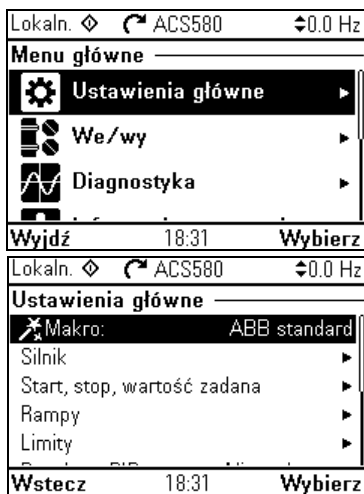 Lokaln. ACS580 0.0 Hz
Menu główne
Ustawienia główne
We/wy
Diagnostyka
Wyjdź 18:31 Wybierz
Lokaln. ACS580 0.0 Hz
Ustawienia główne
Makro: ABB standard
Silnik
Start, stop, wartość zadana
Rampy
Limity
Wstecz 18:31 Wybierz